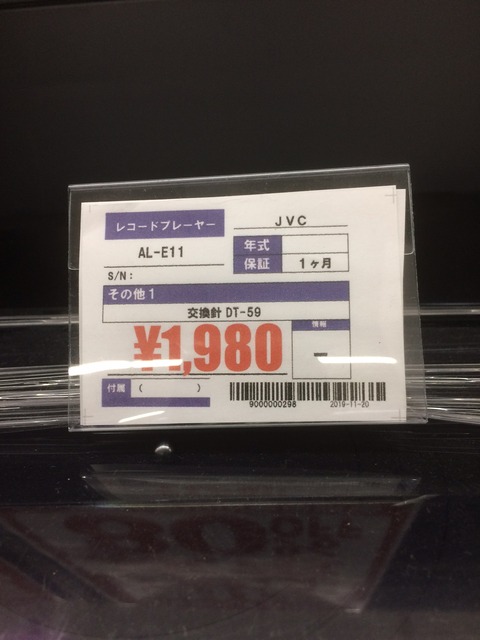 レコードプレーヤー
JVC
AL-E11
年式
保証 1ヶ月
S/N:
その他1
交換針 DT-59
¥1,980
情報
付属 ( )
9000000298
2019-11-20